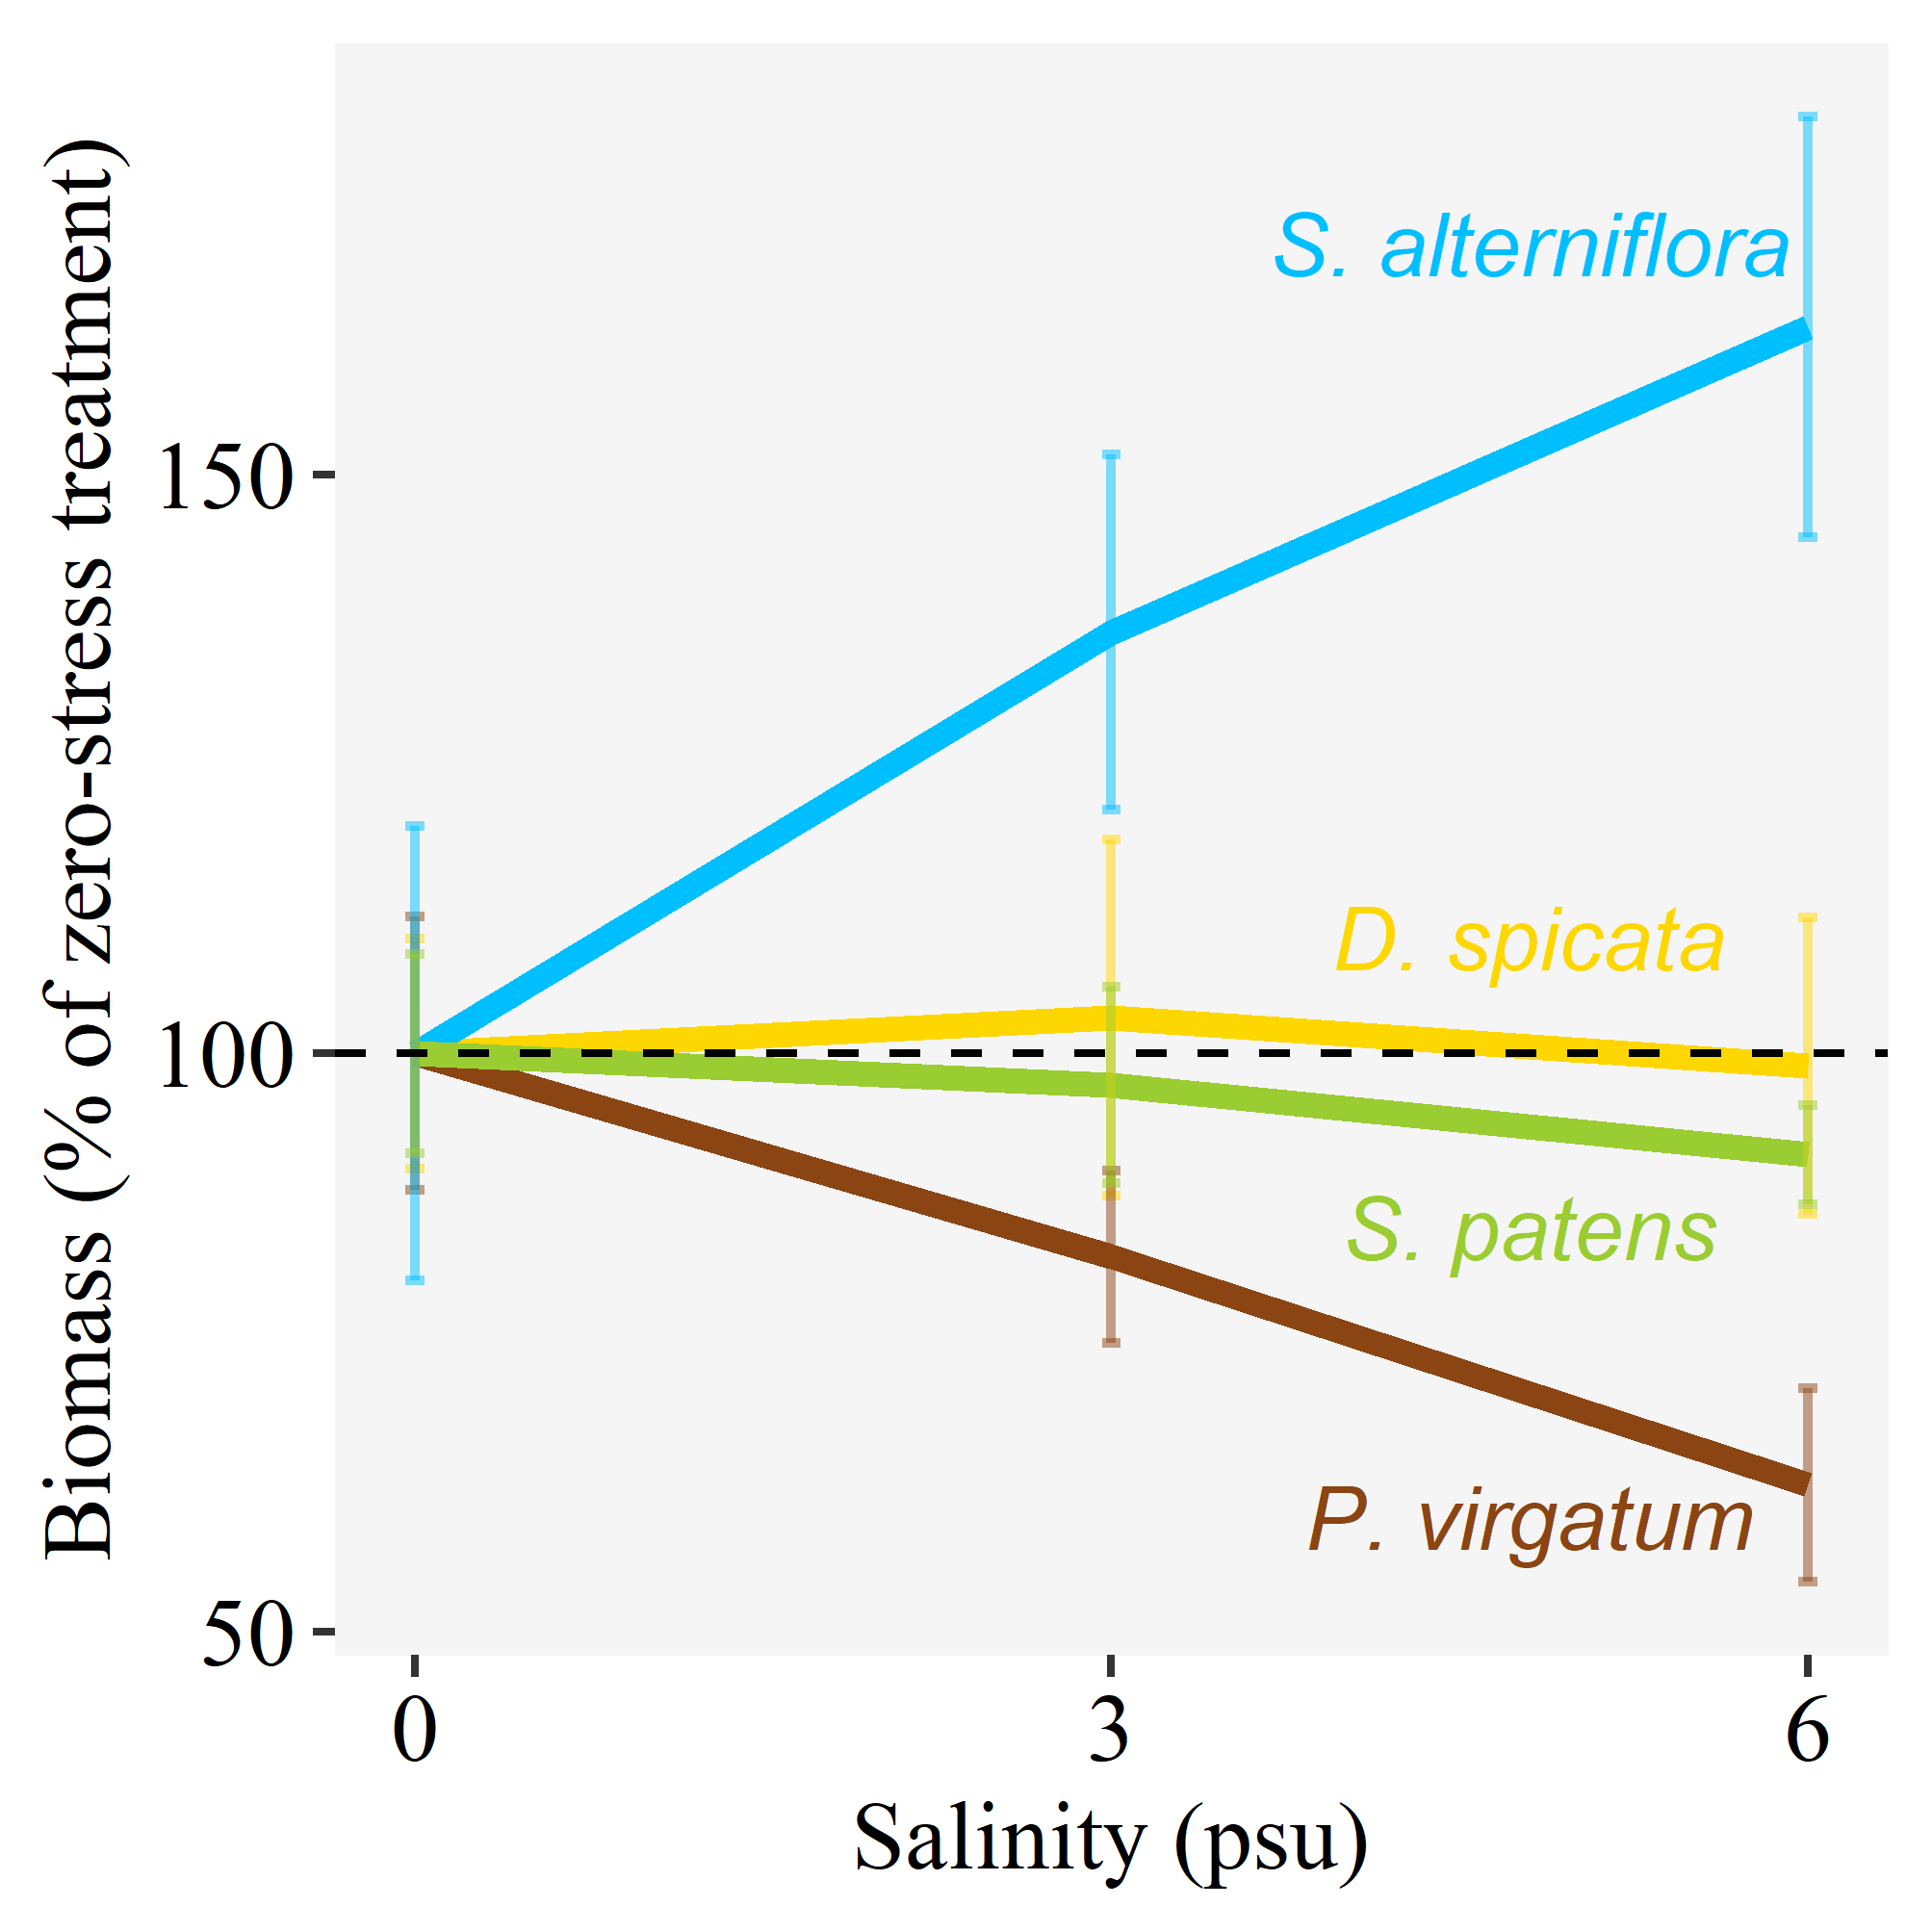 Biomass (% of zero-stress treatment)
150
100
50
S. alterniflora
D. spicata
S. patens
P. virgatum
0 3 6
Salinity (psu)